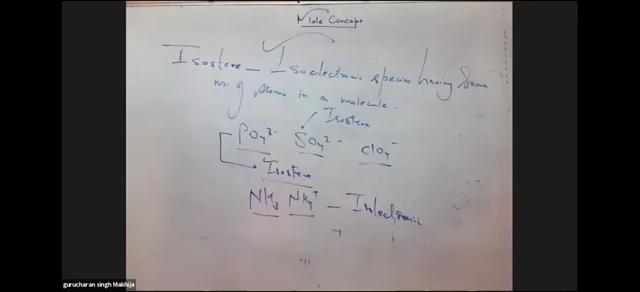 Mole Concept
Isostere - Isoelectronic species having same
no. of atoms in a molecule.
Isostere
PO₄³⁻ SO₄²⁻ ClO₄⁻
Isostere
NH₃ NH₄⁺ -
gurucharan singh Makhija